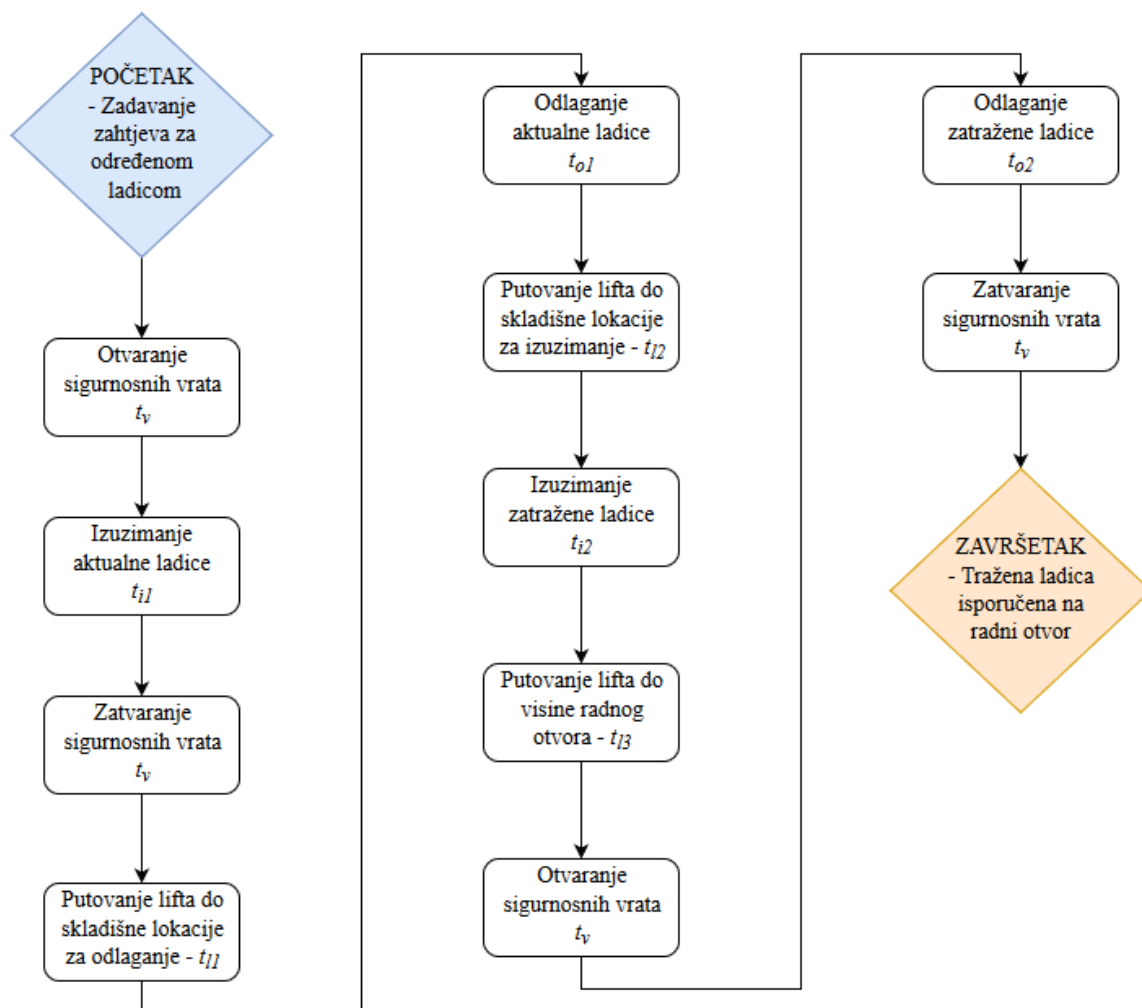 POČETAK
- Zadavanje
zahtjeva za
određenom
ladicom
Otvaranje
sigurnosnih vrata
tv
Izuzimanje
aktualne ladice
ti1
Zatvaranje
sigurnosnih vrata
tv
Putovanje lifta do
skladišne lokacije
za odlaganje - tl1
Odlaganje
aktualne ladice
to1
Putovanje lifta do
skladišne lokacije
za izuzimanje - tl2
Izuzimanje
zatražene ladice
ti2
Putovanje lifta do
visine radnog
otvora - tl3
Otvaranje
sigurnosnih vrata
tv
Odlaganje
zatražene ladice
to2
Zatvaranje
sigurnosnih vrata
tv
ZAVRŠETAK
- Tražena ladica
isporučena na
radni otvor